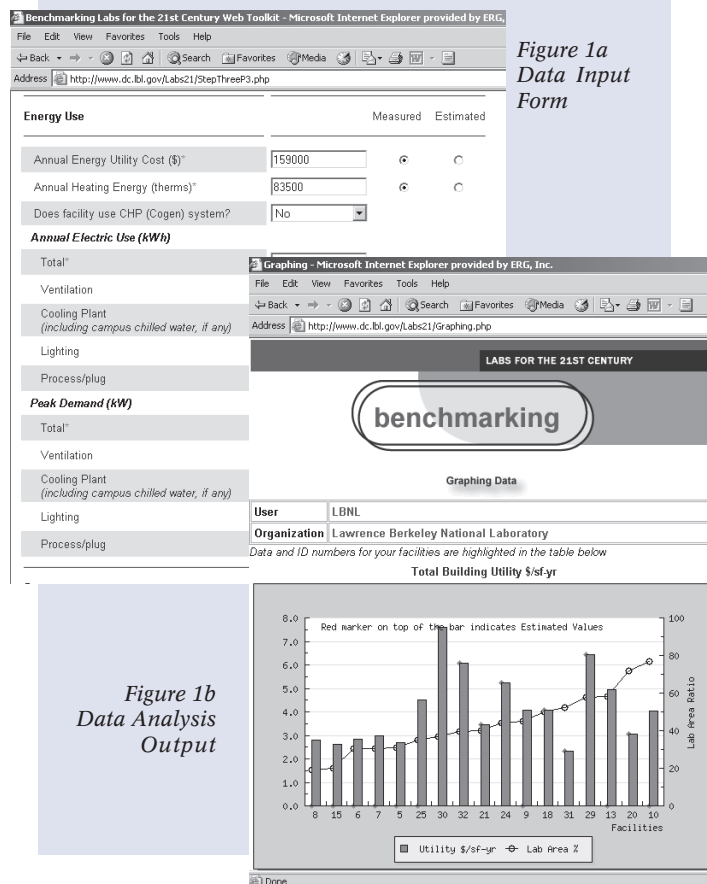 Benchmarking Labs for the 21st Century Web Toolkit - Microsoft Internet Explorer provided by ERG,
File Edit View Favorites Tools Help
Back Search Favorites Media
Address http://www.dc.lbl.gov/Labs21/StepThreeP3.php
Figure 1a
Data Input
Form
Energy Use Measured Estimated
Annual Energy Utility Cost ($)* 159000
Annual Heating Energy (therms)* 83500
Does facility use CHP (Cogen) system? No
Annual Electric Use (kWh)
Total*
Ventilation
Cooling Plant
(including campus chilled water, if any)
Lighting
Process/plug
Peak Demand (kW)
Total*
Ventilation
Cooling Plant
(including campus chilled water, if any)
Lighting
Process/plug
Graphing - Microsoft Internet Explorer provided by ERG, Inc.
File Edit View Favorites Tools Help
Back Search Favorites Media
Address http://www.dc.lbl.gov/Labs21/Graphing.php
LABS FOR THE 21ST CENTURY
benchmarking
Graphing Data
User LBNL
Organization Lawrence Berkeley National Laboratory
Data and ID numbers for your facilities are highlighted in the table below
Total Building Utility $/sf-yr
Red marker on top of the bar indicates Estimated Values
8.0
7.0
6.0
5.0
4.0
3.0
2.0
1.0
0.0
100
80
60
40
20
0
Lab Area Ratio
8 15 6 7 5 25 30 32 21 24 9 18 31 29 13 20 10
Facilities
Utility $/sf-yr Lab Area %
Done
Figure 1b
Data Analysis
Output